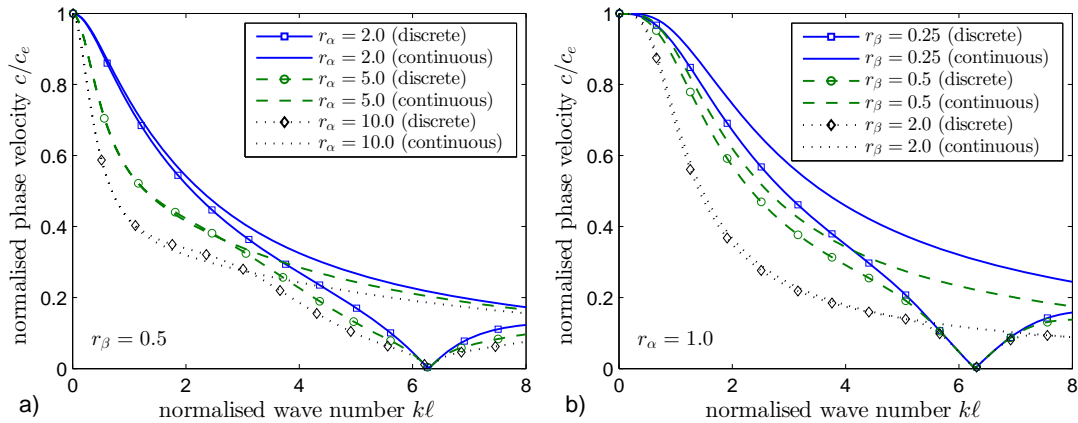 normalised phase velocity c/c_e
1
0.8
0.6
0.4
0.2
0
0
2
4
6
8
r_α = 2.0 (discrete)
r_α = 2.0 (continuous)
r_α = 5.0 (discrete)
r_α = 5.0 (continuous)
r_α = 10.0 (discrete)
r_α = 10.0 (continuous)
r_β = 0.5
a)
normalised wave number kℓ
normalised phase velocity c/c_e
1
0.8
0.6
0.4
0.2
0
0
2
4
6
8
r_β = 0.25 (discrete)
r_β = 0.25 (continuous)
r_β = 0.5 (discrete)
r_β = 0.5 (continuous)
r_β = 2.0 (discrete)
r_β = 2.0 (continuous)
r_α = 1.0
b)
normalised wave number kℓ